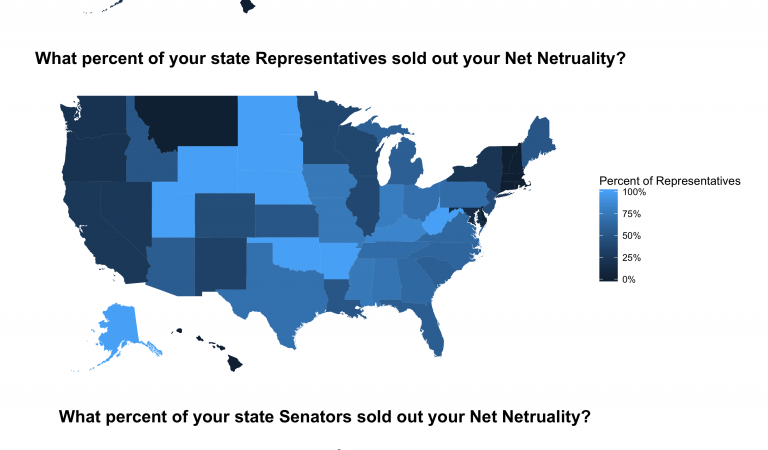 What percent of your state Representatives sold out your Net Netruality?
Percent of Representatives
100%
75%
50%
25%
0%
What percent of your state Senators sold out your Net Netruality?